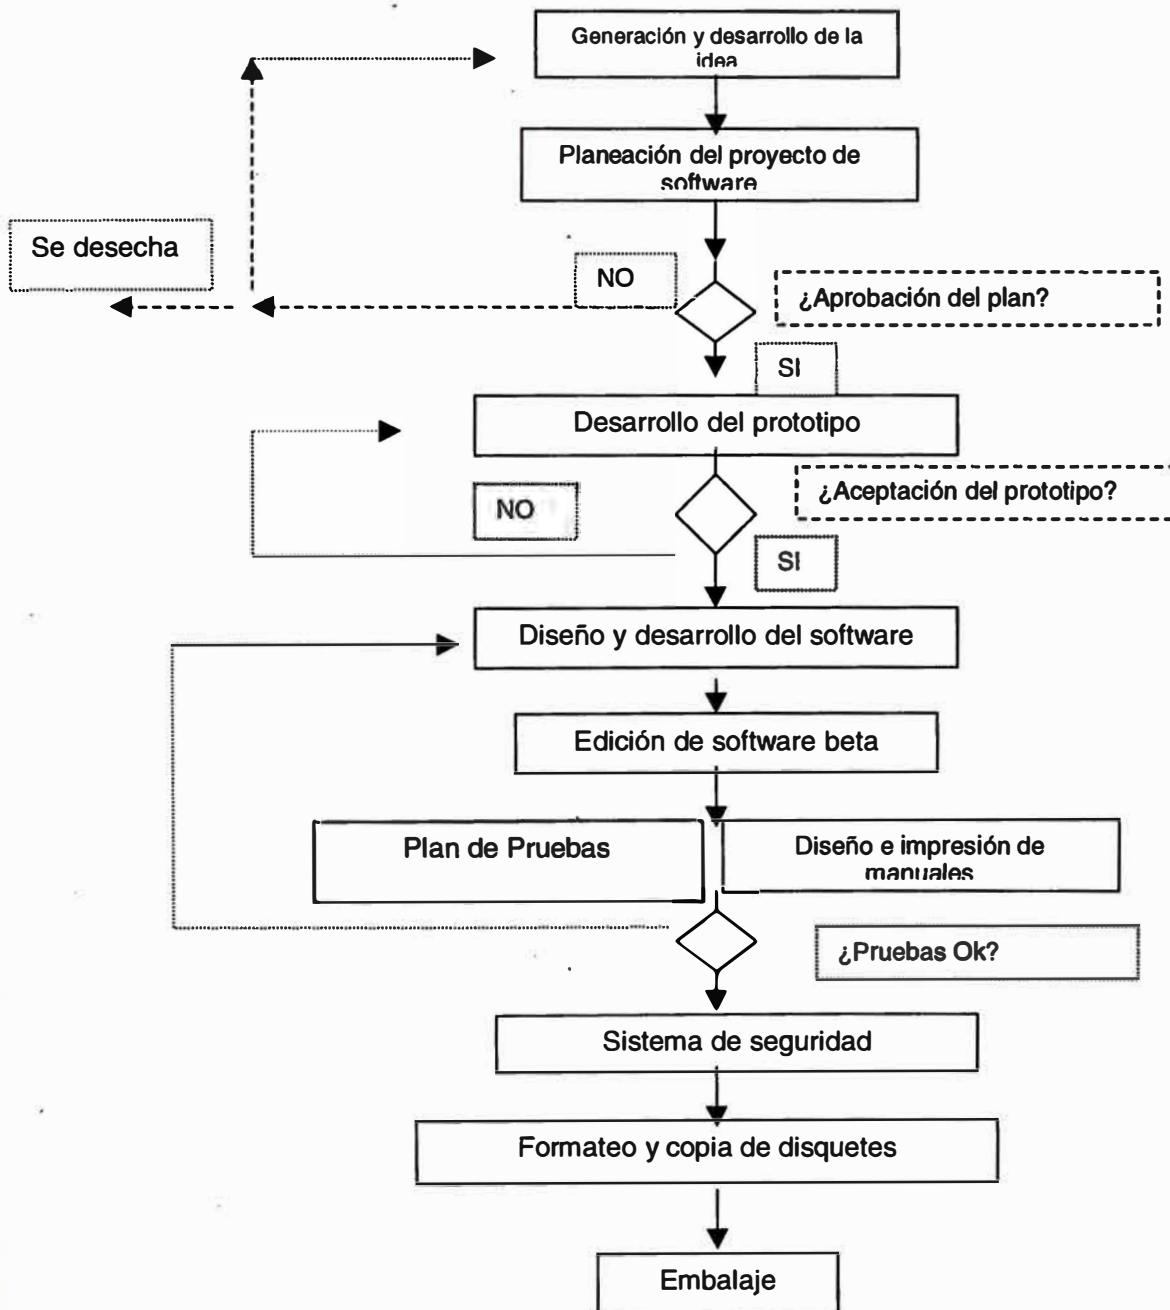 Generación y desarrollo de la
idea
Planeación del proyecto de
software
Se desecha
NO
¿Aprobación del plan?
SI
Desarrollo del prototipo
¿Aceptación del prototipo?
NO
SI
Diseño y desarrollo del software
Edición de software beta
Plan de Pruebas
Diseño e impresión de
manuales
¿Pruebas Ok?
Sistema de seguridad
Formateo y copia de disquetes
Embalaje